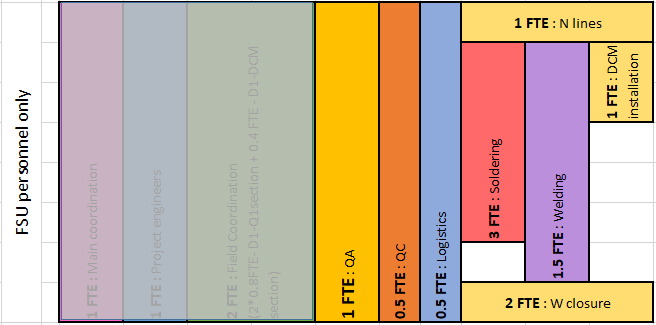 FSU personnel only
1 FTE : Main coordination
1 FTE : Project engineers
2 FTE : Field Coordination
(2*0.8FTE- D1-Q1section + 0.4 FTE - D1-DCM
section)
1 FTE : QA
0.5 FTE : QC
0.5 FTE : Logistics
1 FTE : N lines
3 FTE : Soldering
1.5 FTE : Welding
1 FTE : DCM
installation
2 FTE : W closure